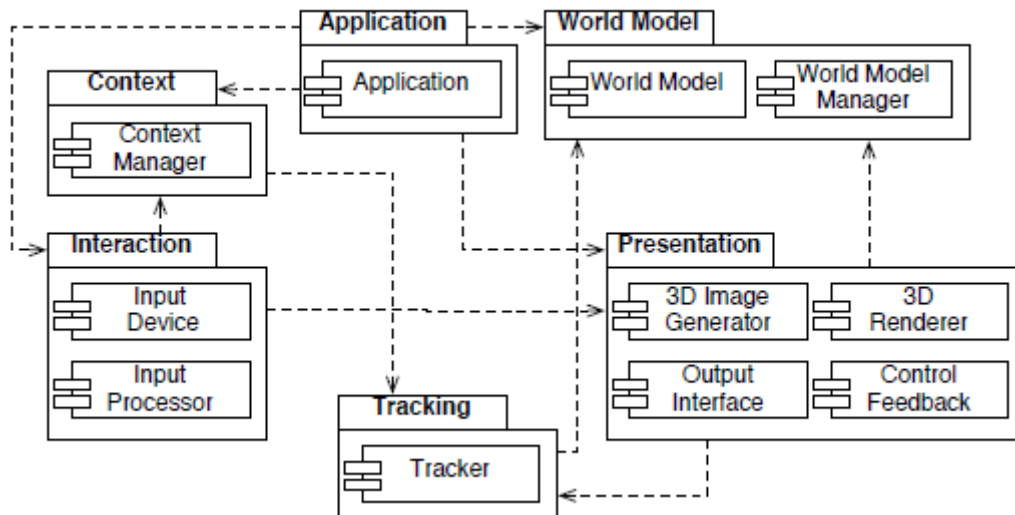 Application
Application
World Model
World Model
World Model
Manager
Context
Context
Manager
Interaction
Input
Device
Input
Processor
Presentation
3D Image
Generator
3D
Renderer
Output
Interface
Control
Feedback
Tracking
Tracker